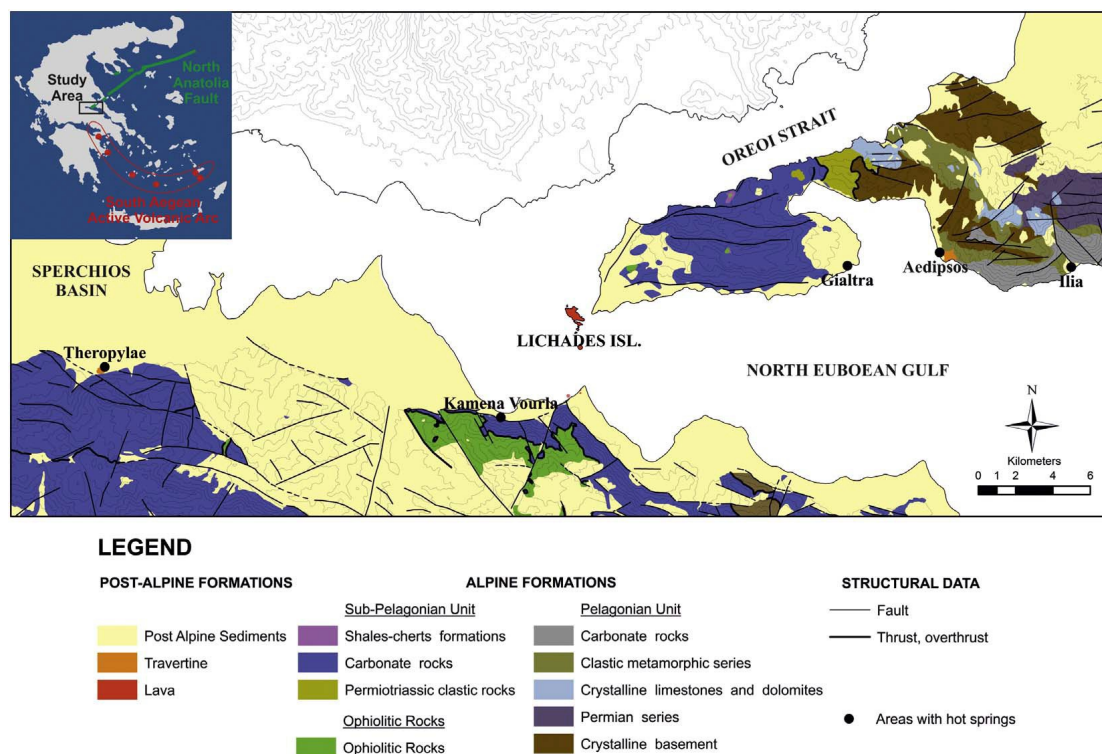 North
Anatolia
Fault
Study
Area
South Aegean
Active Volcanic Arc
OREOI STRAIT
SPERCHIOS
BASIN
Gialtra
Aedipsos
Ilia
LICHADES ISL.
Theropylae
NORTH EUBOEAN GULF
Kamena Vourla
N
Kilometers
0 1 2 4 6
LEGEND
POST-ALPINE FORMATIONS
Post Alpine Sediments
Travertine
Lava
ALPINE FORMATIONS
Sub-Pelagonian Unit
Shales-cherts formations
Carbonate rocks
Permiotriassic clastic rocks
Ophiolitic Rocks
Ophiolitic Rocks
Pelagonian Unit
Carbonate rocks
Clastic metamorphic series
Crystalline limestones and dolomites
Permian series
Crystalline basement
STRUCTURAL DATA
Fault
Thrust, overthrust
Areas with hot springs